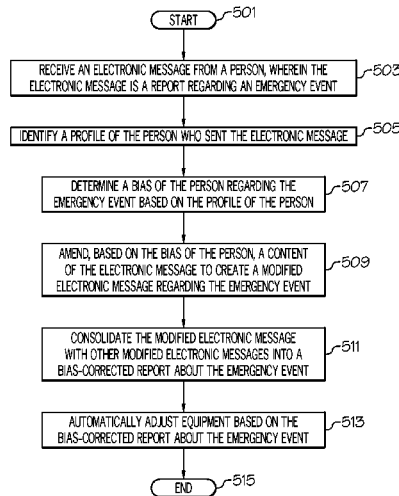 START
501
RECEIVE AN ELECTRONIC MESSAGE FROM A PERSON, WHEREIN THE
ELECTRONIC MESSAGE IS A REPORT REGARDING AN EMERGENCY EVENT
503
IDENTIFY A PROFILE OF THE PERSON WHO SENT THE ELECTRONIC MESSAGE
505
DETERMINE A BIAS OF THE PERSON REGARDING THE
EMERGENCY EVENT BASED ON THE PROFILE OF THE PERSON
507
AMEND, BASED ON THE BIAS OF THE PERSON, A CONTENT
OF THE ELECTRONIC MESSAGE TO CREATE A MODIFIED
ELECTRONIC MESSAGE REGARDING THE EMERGENCY EVENT
509
CONSOLIDATE THE MODIFIED ELECTRONIC MESSAGE
WITH OTHER MODIFIED ELECTRONIC MESSAGES INTO A
BIAS-CORRECTED REPORT ABOUT THE EMERGENCY EVENT
511
AUTOMATICALLY ADJUST EQUIPMENT BASED ON THE
BIAS-CORRECTED REPORT ABOUT THE EMERGENCY EVENT
513
END
515